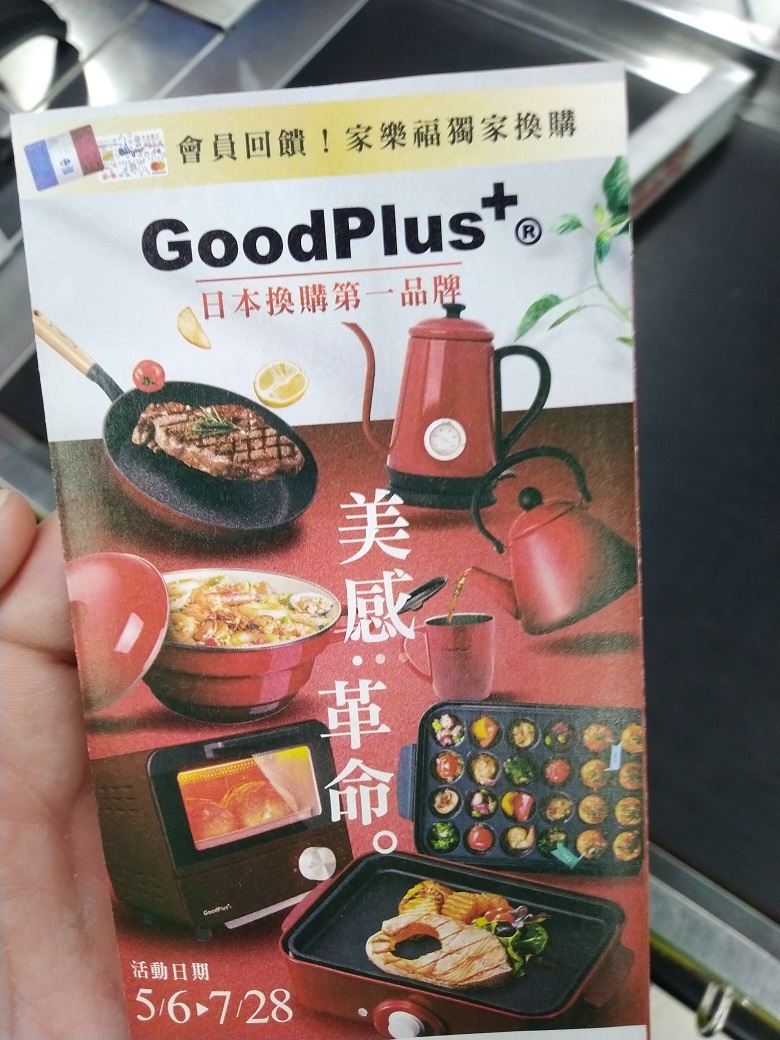 會員回饋！家樂福獨家換購
GoodPlus+®
日本換購第一品牌
美感：革命。
GoodPlus+
活動日期
5/6▸7/28